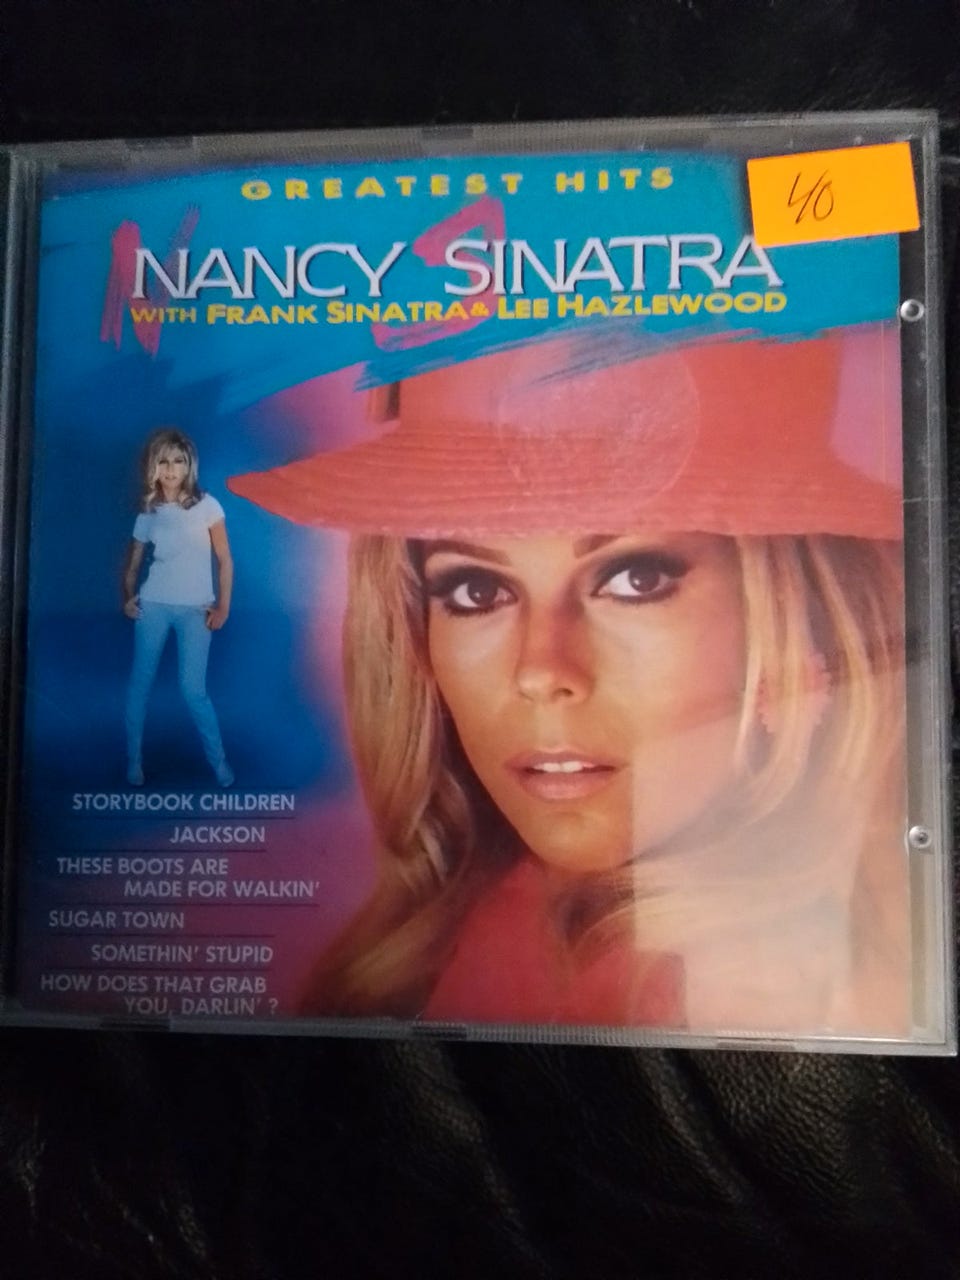 GREATEST HITS
40
NANCY SINATRA
WITH FRANK SINATRA & LEE HAZLEWOOD
N S
STORYBOOK CHILDREN
JACKSON
THESE BOOTS ARE
MADE FOR WALKIN'
SUGAR TOWN
SOMETHIN' STUPID
HOW DOES THAT GRAB
YOU, DARLIN' ?